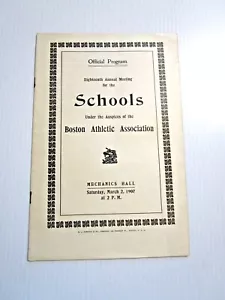 Official Program
Eighteenth Annual Meeting
for the
Schools
Under the Auspices of the
Boston Athletic Association
MECHANICS HALL
Saturday, March 2, 1907
at 2 P. M.